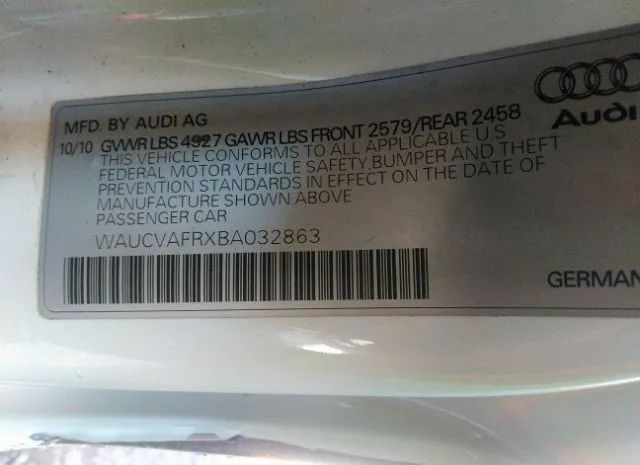 MFD. BY AUDI AG
10/10 GVWR LBS 4927 GAWR LBS FRONT 2579/REAR 2458
THIS VEHICLE CONFORMS TO ALL APPLICABLE U S
FEDERAL MOTOR VEHICLE SAFETY,BUMPER AND THEFT
PREVENTION STANDARDS IN EFFECT ON THE DATE OF
MANUFACTURE SHOWN ABOVE
PASSENGER CAR
WAUCVAFRXBA032863
Audi
GERMAN